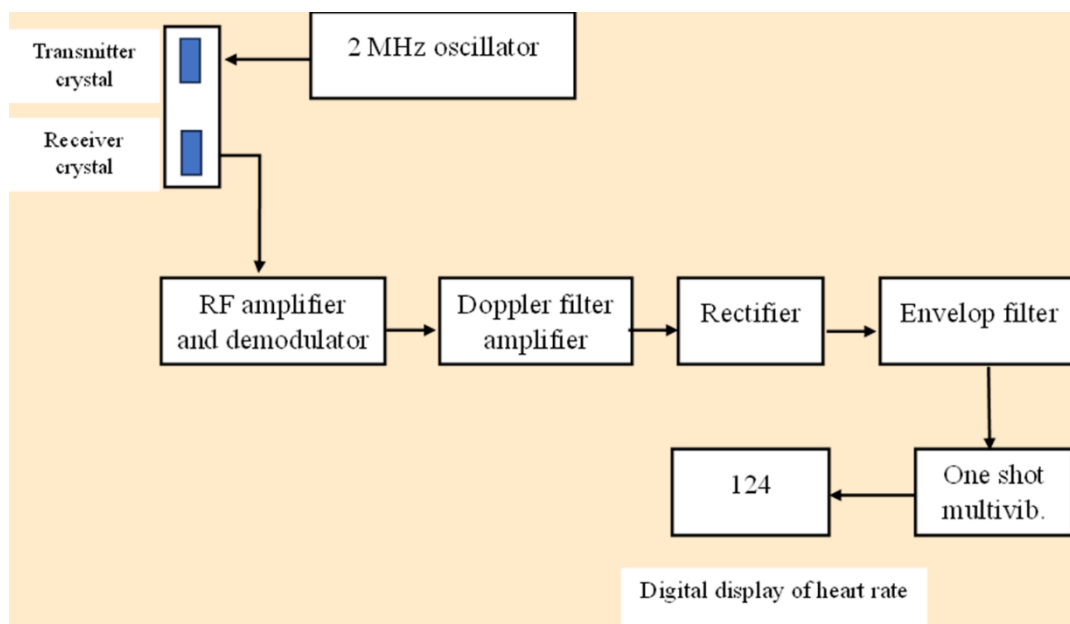 Transmitter
crystal
2 MHz oscillator
Receiver
crystal
RF amplifier
and demodulator
Doppler filter
amplifier
Rectifier
Envelop filter
124
One shot
multivib.
Digital display of heart rate